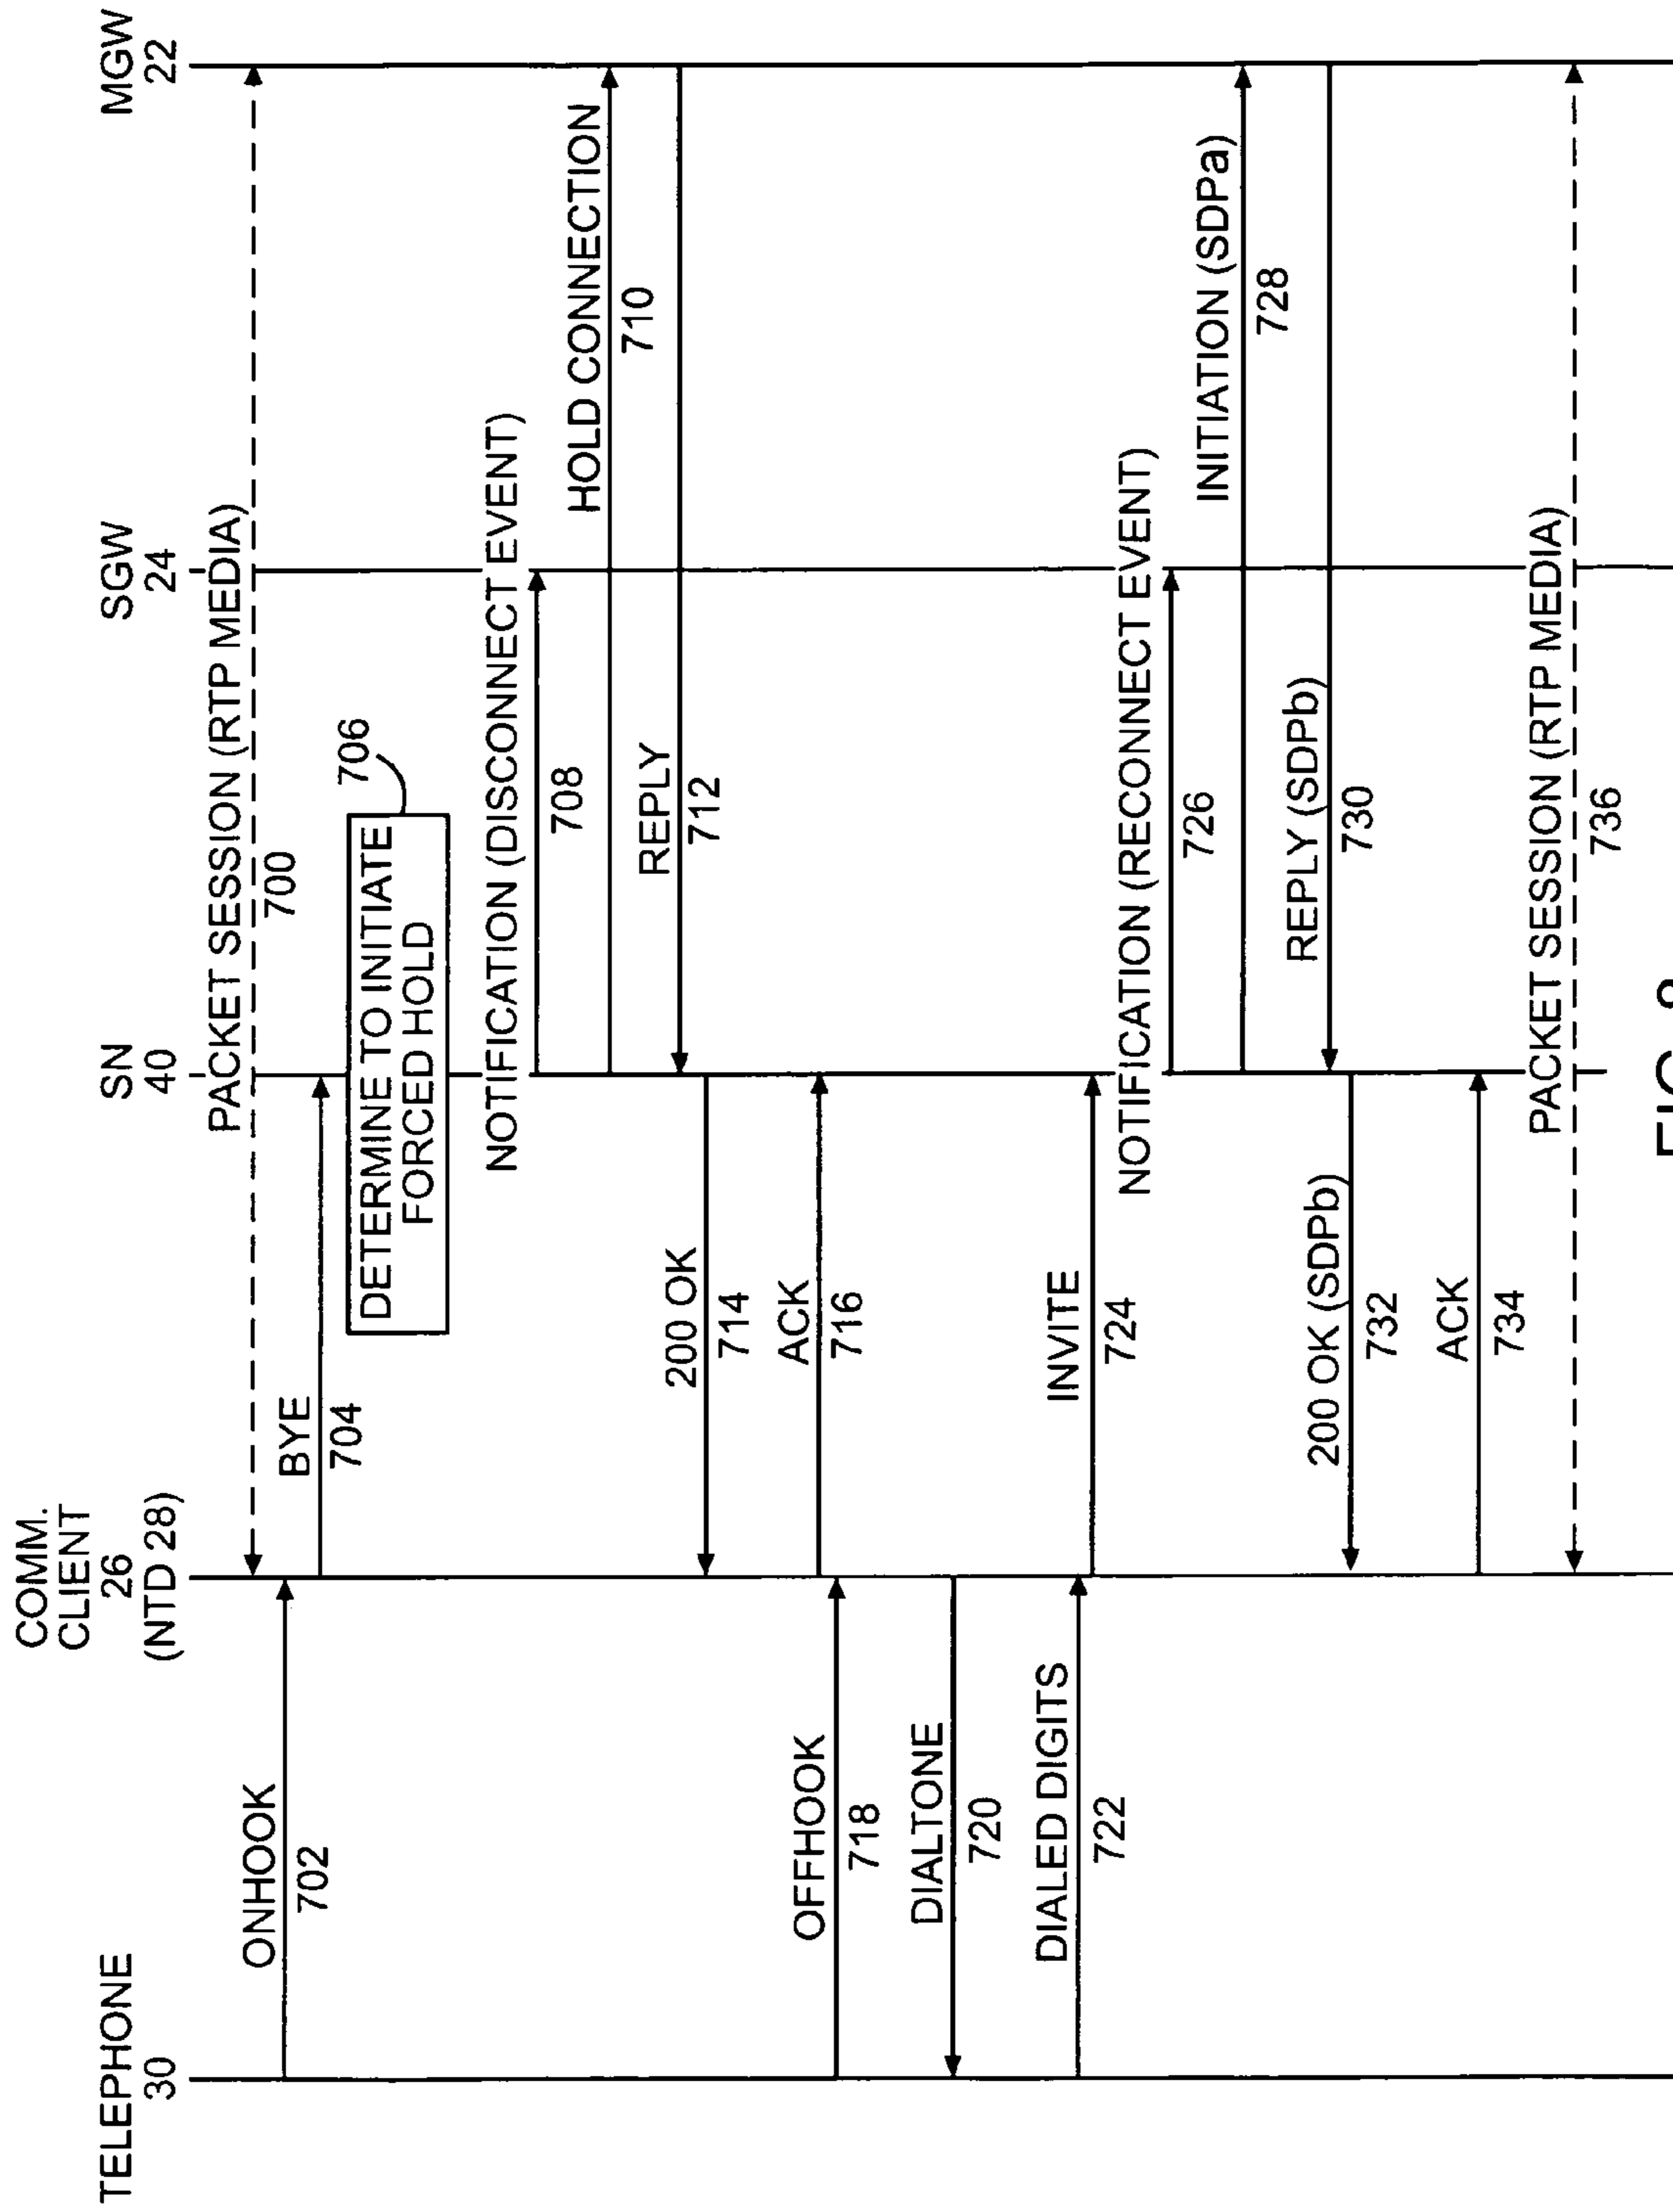 TELEPHONE
30
COMM.
CLIENT
26
(NTD 28)
SN
40
SGW
24
MGW
22
PACKET SESSION (RTP MEDIA)
700
ONHOOK
702
BYE
704
DETERMINE TO INITIATE
FORCED HOLD
706
NOTIFICATION (DISCONNECT EVENT)
708
HOLD CONNECTION
710
REPLY
712
200 OK
714
ACK
716
OFFHOOK
718
DIALTONE
720
DIALED DIGITS
722
INVITE
724
NOTIFICATION (RECONNECT EVENT)
726
INITIATION (SDPa)
728
REPLY (SDPb)
730
200 OK (SDPb)
732
ACK
734
PACKET SESSION (RTP MEDIA)
736